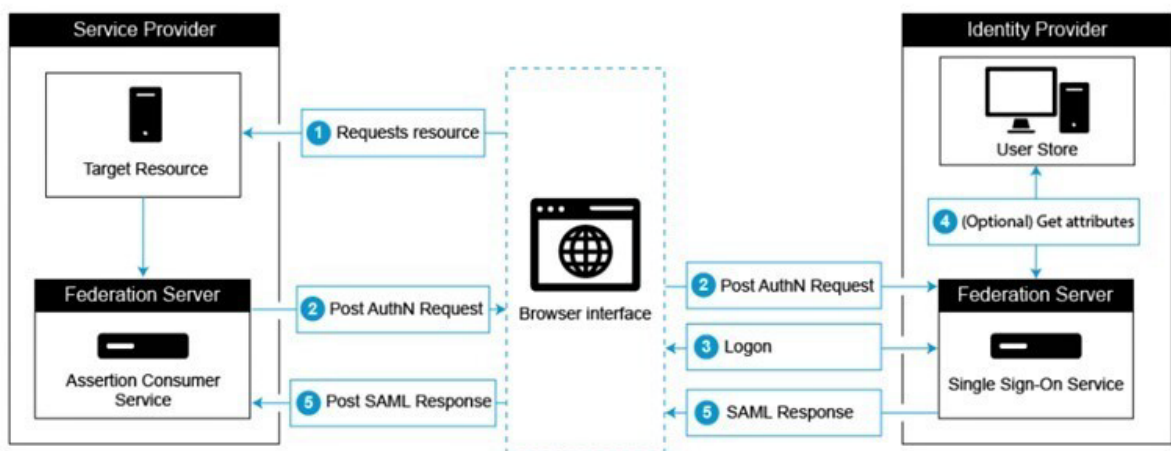 Service Provider
Target Resource
Federation Server
Assertion Consumer
Service
1 Requests resource
2 Post AuthN Request
5 Post SAML Response
Browser interface
2 Post AuthN Request
3 Logon
5 SAML Response
Identity Provider
User Store
4 (Optional) Get attributes
Federation Server
Single Sign-On Service